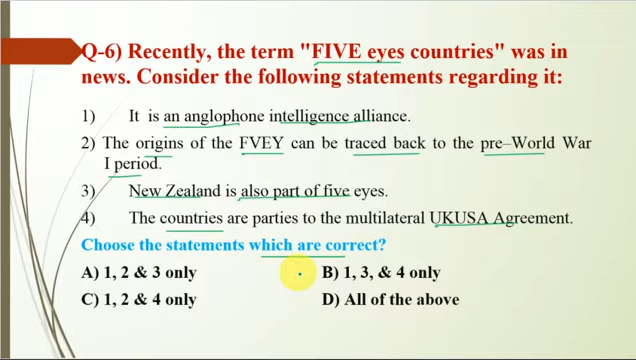 Q-6) Recently, the term "FIVE eyes countries" was in
news. Consider the following statements regarding it:
1) It is an anglophone intelligence alliance.
2) The origins of the FVEY can be traced back to the pre–World War
I period.
3) New Zealand is also part of five eyes.
4) The countries are parties to the multilateral UKUSA Agreement.
Choose the statements which are correct?
A) 1, 2 & 3 only B) 1, 3, & 4 only
C) 1, 2 & 4 only D) All of the above